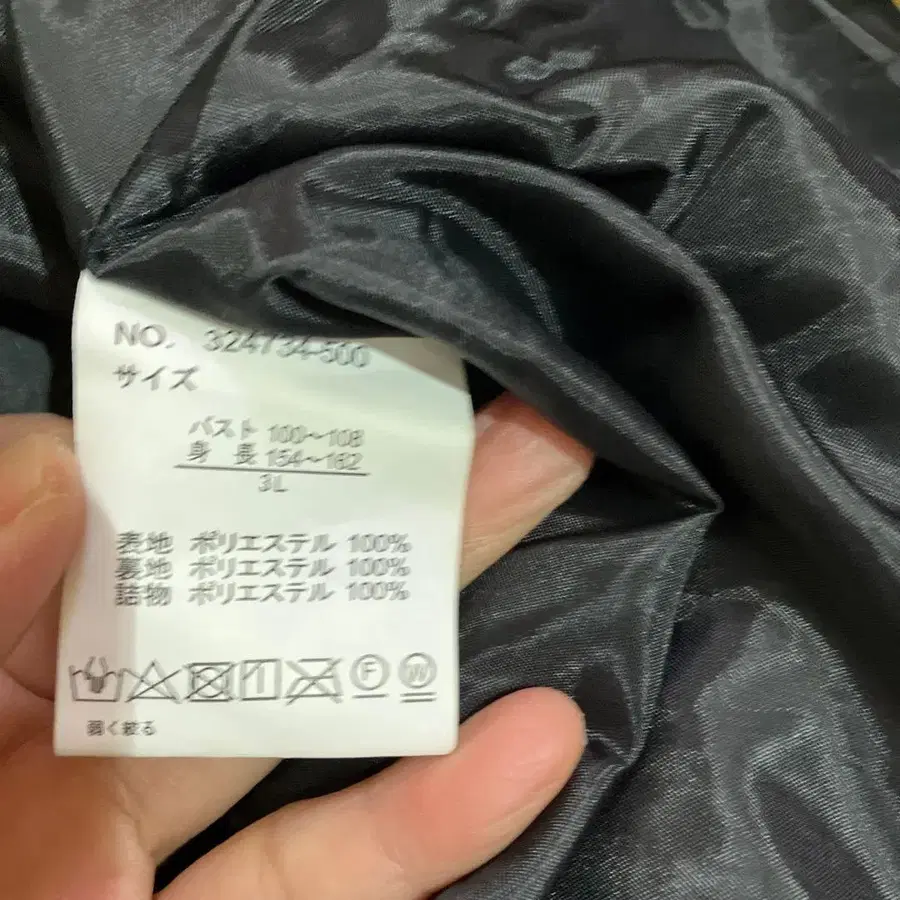 NO. 324734-500
サイズ
バスト 100～108
身 長 154～162
3L
表地 ポリエステル 100%
裏地 ポリエステル 100%
詰物 ポリエステル 100%
F W
弱く絞る